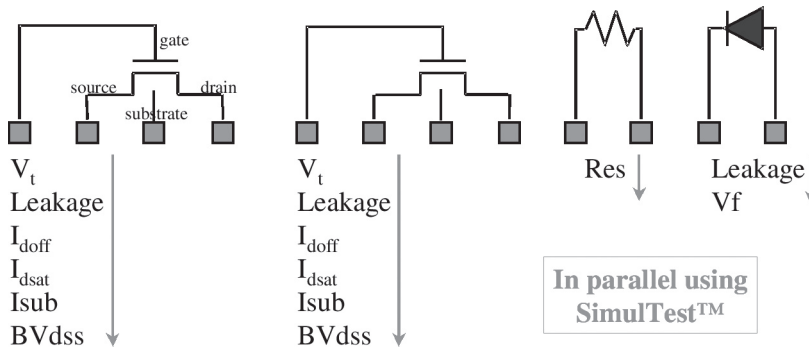 gate
source
drain
substrate
V_t
Leakage
I_doff
I_dsat
Isub
BVdss
V_t
Leakage
I_doff
I_dsat
Isub
BVdss
Res
Leakage
Vf
In parallel using
SimulTest™